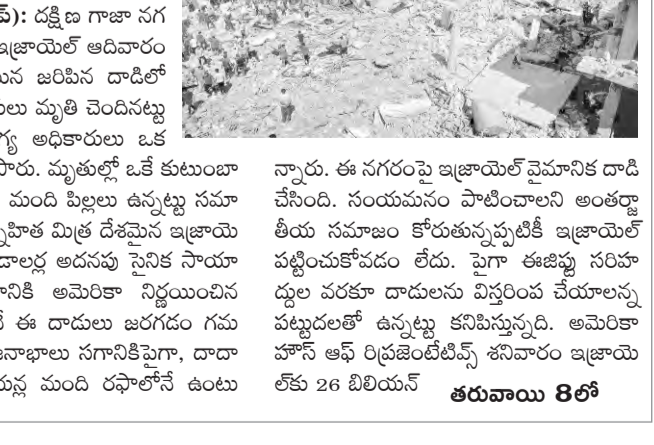 దక్షిణ గాజా నగ
ఇజ్రాయెల్ ఆదివారం
జరిపిన దాడిలో
మృతి చెందినట్టు
అధికారులు ఒక
మృతుల్లో ఒకే కుటుంబా
మంది పిల్లలు ఉన్నట్టు సమా
మిత్ర దేశమైన ఇజ్రాయె
అదనపు సైనిక సాయా
అమెరికా నిర్ణయించిన
ఈ దాడులు జరగడం గమ
సగానికిపైగా, దాదా
మంది రఫాలోనే ఉంటు
న్నారు. ఈ నగరంపై ఇజ్రాయెల్ వైమానిక దాడి
చేసింది. సంయమనం పాటించాలని అంతర్జా
తీయ సమాజం కోరుతున్నప్పటికీ ఇజ్రాయెల్
పట్టించుకోవడం లేదు. పైగా ఈజిప్టు సరిహ
ద్దుల వరకూ దాడులను విస్తరింప చేయాలన్న
పట్టుదలతో ఉన్నట్టు కనిపిస్తున్నది. అమెరికా
హౌస్ ఆఫ్ రిప్రజెంటేటివ్స్ శనివారం ఇజ్రాయె
ల్‌కు 26 బిలియన్
తరువాయి 8లో